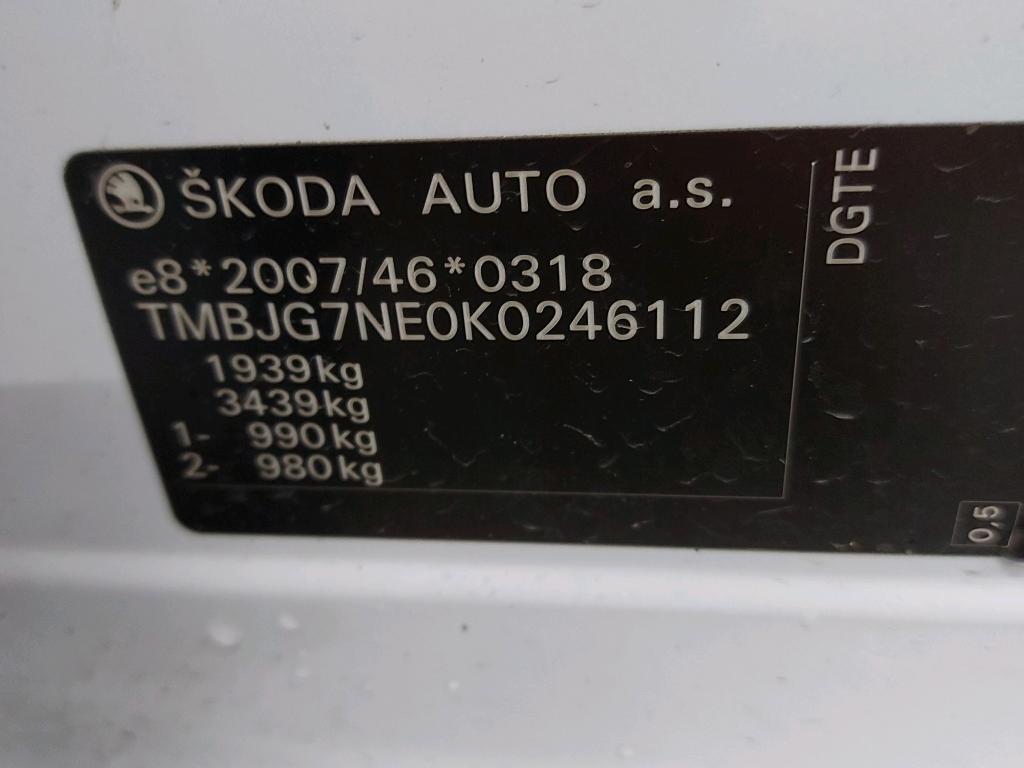 ŠKODA AUTO a.s.
e8*2007/46*0318
TMBJG7NE0K0246112
1939kg
3439kg
1- 990kg
2- 980kg
DGTE
0,5